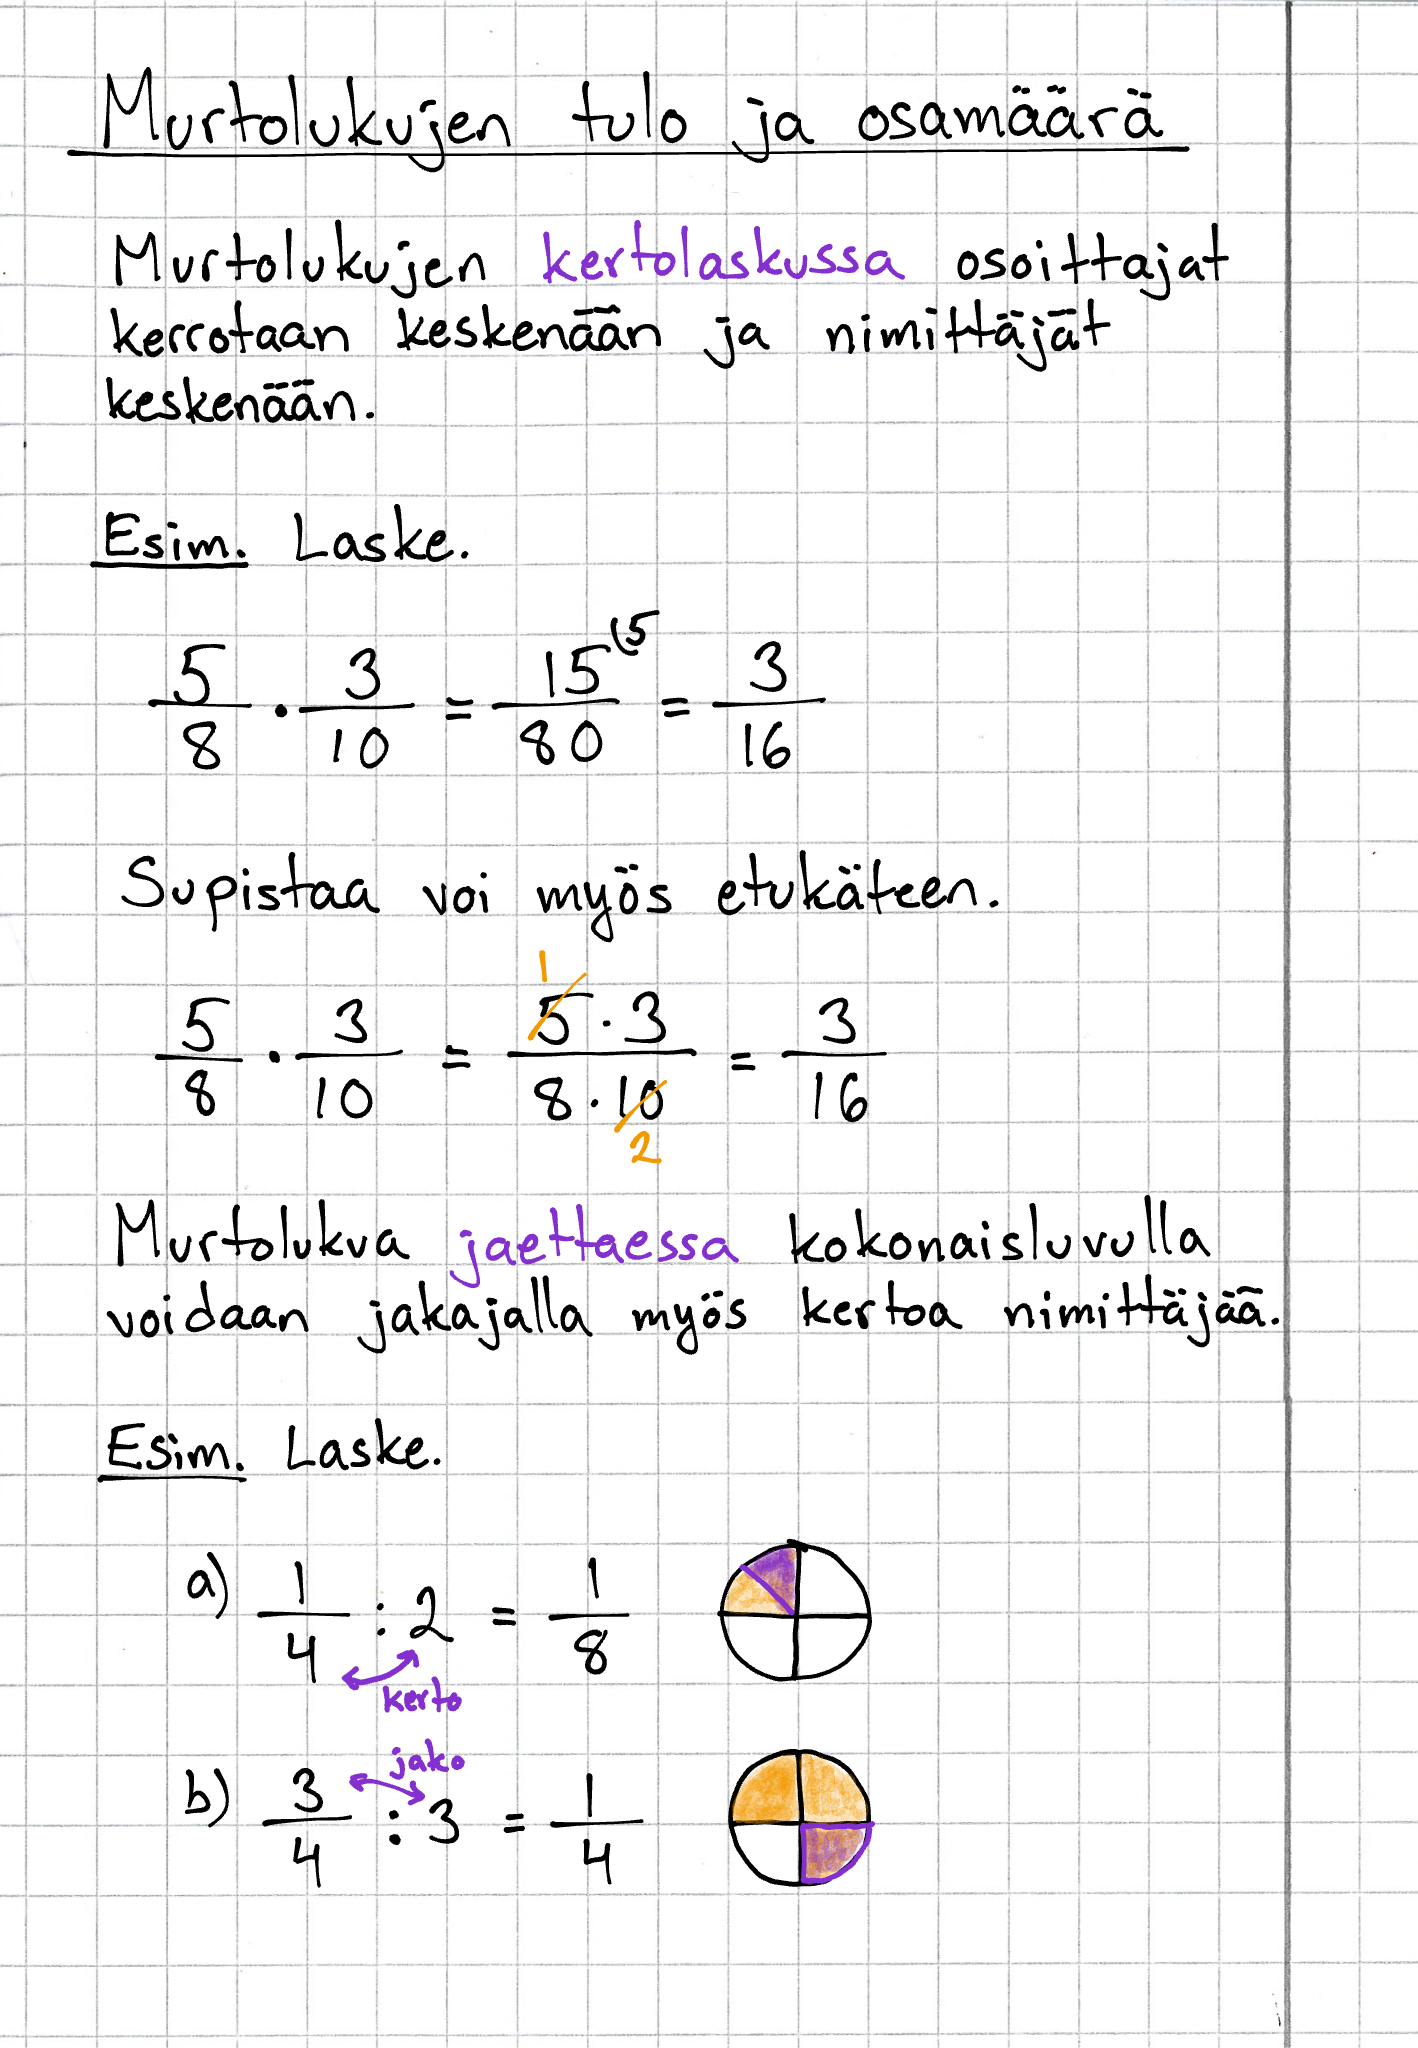 Murtolukujen tulo ja osamäärä
Murtolukujen kertolaskussa osoittajat
kerrotaan keskenään ja nimittäjät
keskenään.
Esim. Laske.
5/8 · 3/10 = 15/80 (5 = 3/16
Supistaa voi myös etukäteen.
1
5/8 · 3/10 = 5·3/8·10 = 3/16
2
Murtolukua jaettaessa kokonaisluvulla
voidaan jakajalla myös kertoa nimittäjää.
Esim. Laske.
a) 1/4 : 2 = 1/8
kerto
jako
b) 3/4 : 3 = 1/4